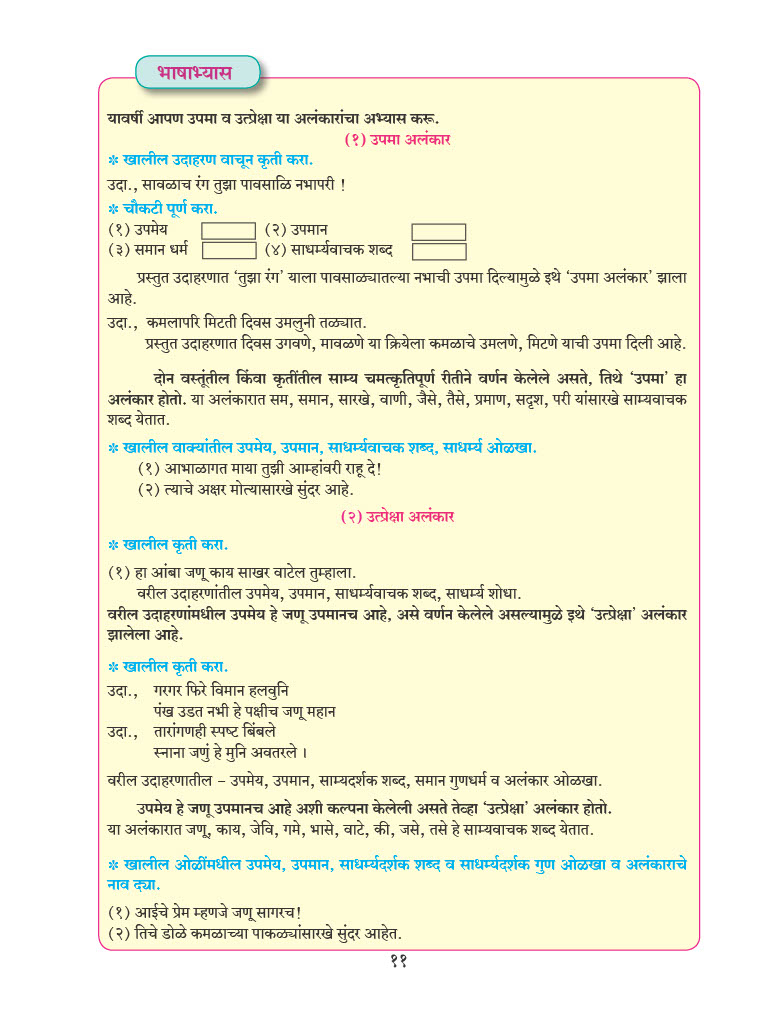 भाषाभ्यास
यावर्षी आपण उपमा व उत्प्रेक्षा या अलंकारांचा अभ्यास करू.
(१) उपमा अलंकार
* खालील उदाहरण वाचून कृती करा.
उदा., सावळाच रंग तुझा पावसाळि नभापरी !
* चौकटी पूर्ण करा.
(१) उपमेय (२) उपमान
(३) समान धर्म (४) साधर्म्यवाचक शब्द
प्रस्तुत उदाहरणात ‘तुझा रंग’ याला पावसाळ्यातल्या नभाची उपमा दिल्यामुळे इथे ‘उपमा अलंकार’ झाला
आहे.
उदा., कमलापरि मिटती दिवस उमलुनी तळ्यात.
प्रस्तुत उदाहरणात दिवस उगवणे, मावळणे या क्रियेला कमळाचे उमलणे, मिटणे याची उपमा दिली आहे.
दोन वस्तूंतील किंवा कृतींतील साम्य चमत्कृतिपूर्ण रीतीने वर्णन केलेले असते, तिथे ‘उपमा’ हा
अलंकार होतो. या अलंकारात सम, समान, सारखे, वाणी, जैसे, तैसे, प्रमाण, सदृश, परी यांसारखे साम्यवाचक
शब्द येतात.
* खालील वाक्यांतील उपमेय, उपमान, साधर्म्यवाचक शब्द, साधर्म्य ओळखा.
(१) आभाळागत माया तुझी आम्हांवरी राहू दे!
(२) त्याचे अक्षर मोत्यासारखे सुंदर आहे.
(२) उत्प्रेक्षा अलंकार
* खालील कृती करा.
(१) हा आंबा जणू काय साखर वाटेल तुम्हाला.
वरील उदाहरणांतील उपमेय, उपमान, साधर्म्यवाचक शब्द, साधर्म्य शोधा.
वरील उदाहरणांमधील उपमेय हे जणू उपमानच आहे, असे वर्णन केलेले असल्यामुळे इथे ‘उत्प्रेक्षा’ अलंकार
झालेला आहे.
* खालील कृती करा.
उदा., गरगर फिरे विमान हलवुनि
पंख उडत नभी हे पक्षीच जणू महान
उदा., तारांगणही स्पष्ट बिंबले
स्नाना जणुं हे मुनि अवतरले ।
वरील उदाहरणातील – उपमेय, उपमान, साम्यदर्शक शब्द, समान गुणधर्म व अलंकार ओळखा.
उपमेय हे जणू उपमानच आहे अशी कल्पना केलेली असते तेव्हा ‘उत्प्रेक्षा’ अलंकार होतो.
या अलंकारात जणू, काय, जेवि, गमे, भासे, वाटे, की, जसे, तसे हे साम्यवाचक शब्द येतात.
* खालील ओळींमधील उपमेय, उपमान, साधर्म्यदर्शक शब्द व साधर्म्यदर्शक गुण ओळखा व अलंकाराचे
नाव द्या.
(१) आईचे प्रेम म्हणजे जणू सागरच!
(२) तिचे डोळे कमळाच्या पाकळ्यांसारखे सुंदर आहेत.
११